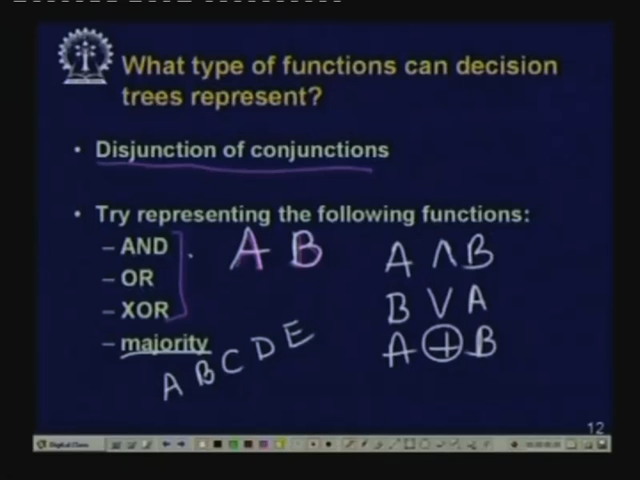 What type of functions can decision
trees represent?
• Disjunction of conjunctions
• Try representing the following functions:
– AND
– OR
– XOR
– majority
A B
A ∧ B
B ∨ A
A ⊕ B
A B C D E
12